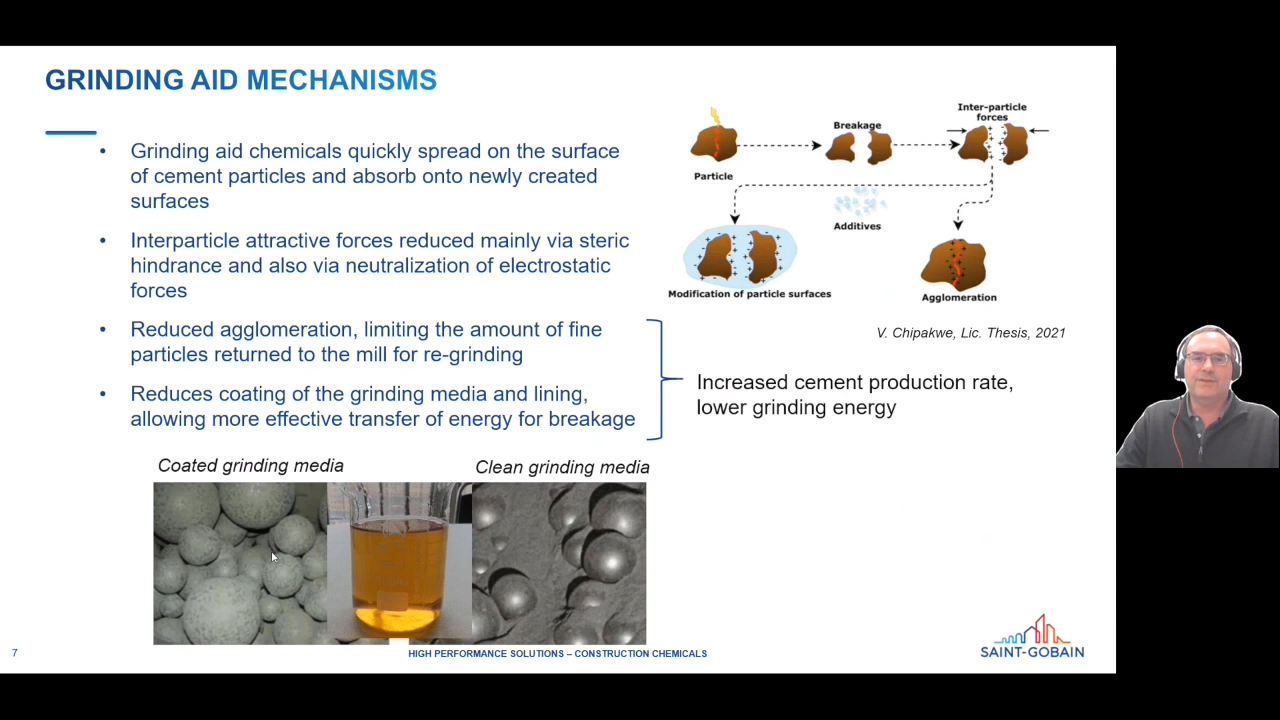 GRINDING AID MECHANISMS
• Grinding aid chemicals quickly spread on the surface
of cement particles and absorb onto newly created
surfaces
• Interparticle attractive forces reduced mainly via steric
hindrance and also via neutralization of electrostatic
forces
• Reduced agglomeration, limiting the amount of fine
particles returned to the mill for re-grinding
• Reduces coating of the grinding media and lining,
allowing more effective transfer of energy for breakage
Particle
Breakage
Inter-particle
forces
Additives
Modification of particle surfaces
Agglomeration
V. Chipakwe, Lic. Thesis, 2021
Increased cement production rate,
lower grinding energy
Coated grinding media
Clean grinding media
7
HIGH PERFORMANCE SOLUTIONS – CONSTRUCTION CHEMICALS
SAINT-GOBAIN